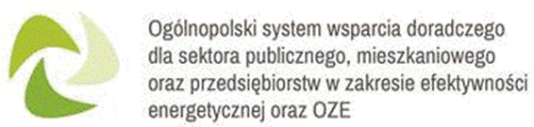 Ogólnopolski system wsparcia doradczego
dla sektora publicznego, mieszkaniowego
oraz przedsiębiorstw w zakresie efektywności
energetycznej oraz OZE